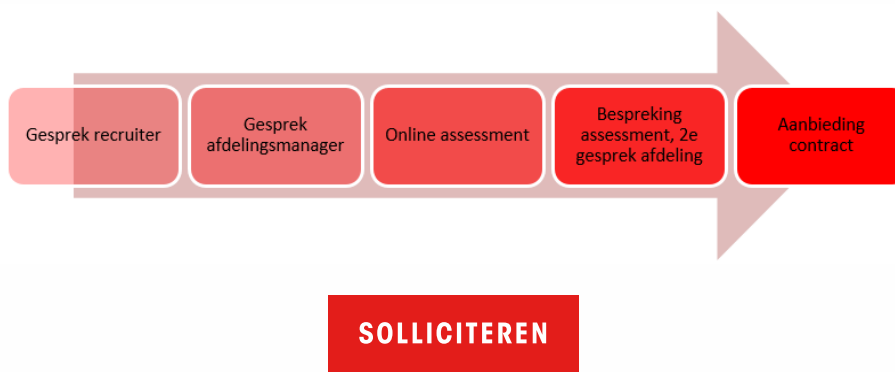 Gesprek recruiter
Gesprek
afdelingsmanager
Online assessment
Bespreking
assessment, 2e
gesprek afdeling
Aanbieding
contract
SOLLICITEREN